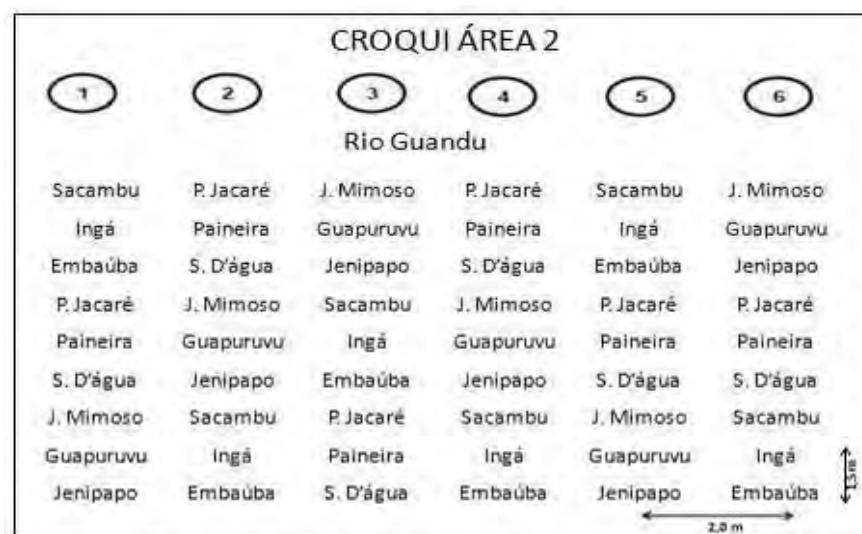 CROQUI ÁREA 2
1 2 3 4 5 6
Rio Guandu
Sacambu P. Jacaré J. Mimoso P. Jacaré Sacambu J. Mimoso
Ingá Paineira Guapuruvu Paineira Ingá Guapuruvu
Embaúba S. D'água Jenipapo S. D'água Embaúba Jenipapo
P. Jacaré J. Mimoso Sacambu J. Mimoso P. Jacaré P. Jacaré
Paineira Guapuruvu Ingá Guapuruvu Paineira Paineira
S. D'água Jenipapo Embaúba Jenipapo S. D'água S. D'água
J. Mimoso Sacambu P. Jacaré Sacambu J. Mimoso Sacambu
Guapuruvu Ingá Paineira Ingá Guapuruvu Ingá
Jenipapo Embaúba S. D'água Embaúba Jenipapo Embaúba
1,5 m
2,0 m